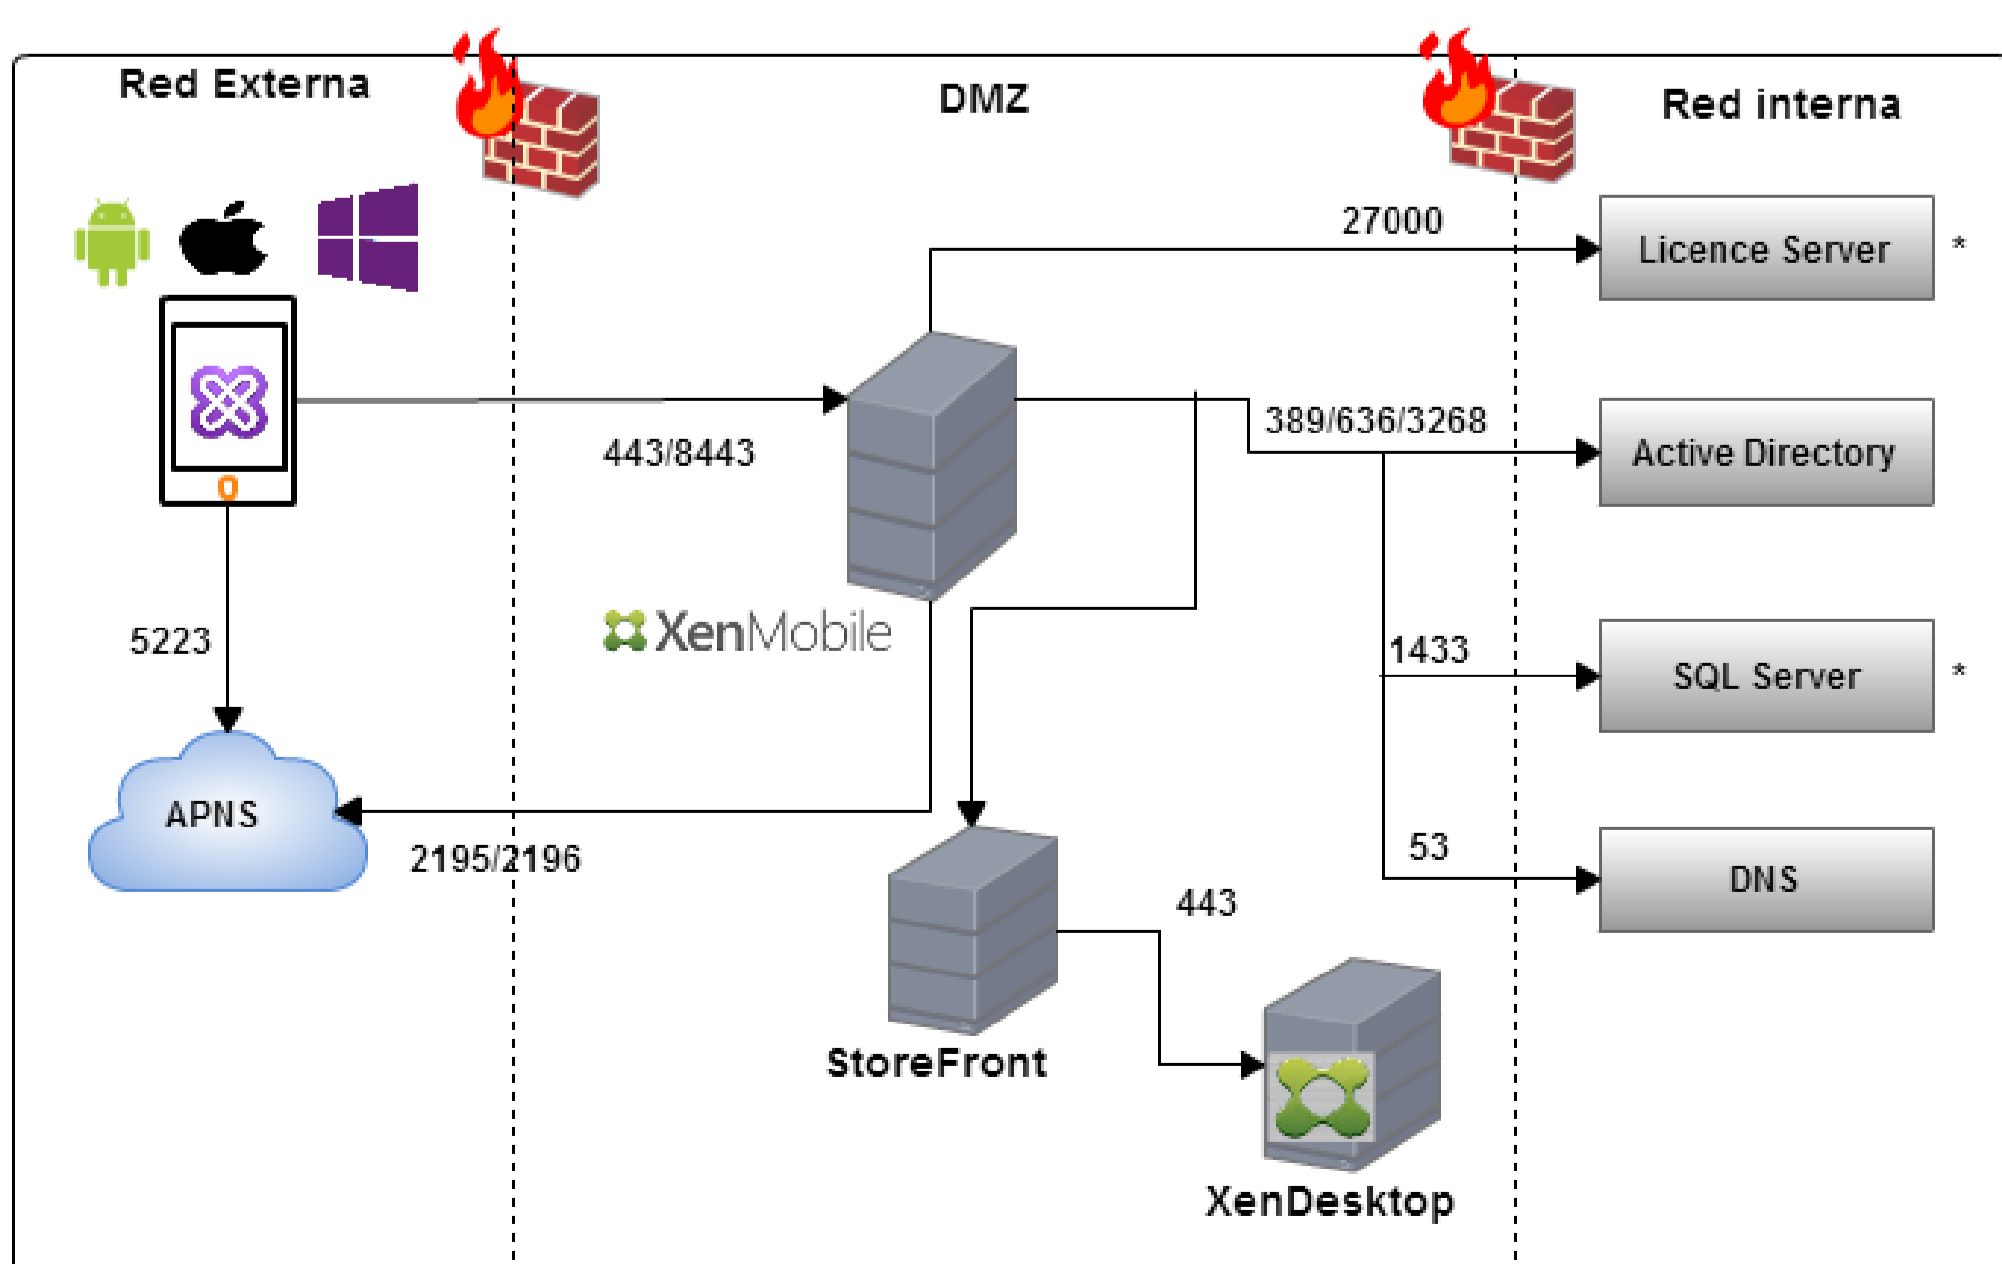 Red Externa
DMZ
Red interna
27000
Licence Server *
443/8443
389/636/3268
Active Directory
5223
XenMobile
1433
SQL Server *
APNS
2195/2196
53
DNS
443
StoreFront
XenDesktop